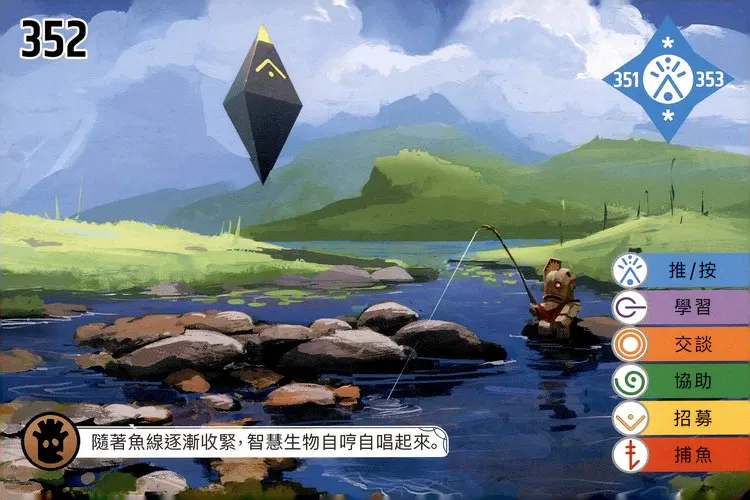 352
*
351 353
*
推/按
學習
交談
協助
招募
捕魚
隨著魚線逐漸收緊，智慧生物自哼自唱起來。